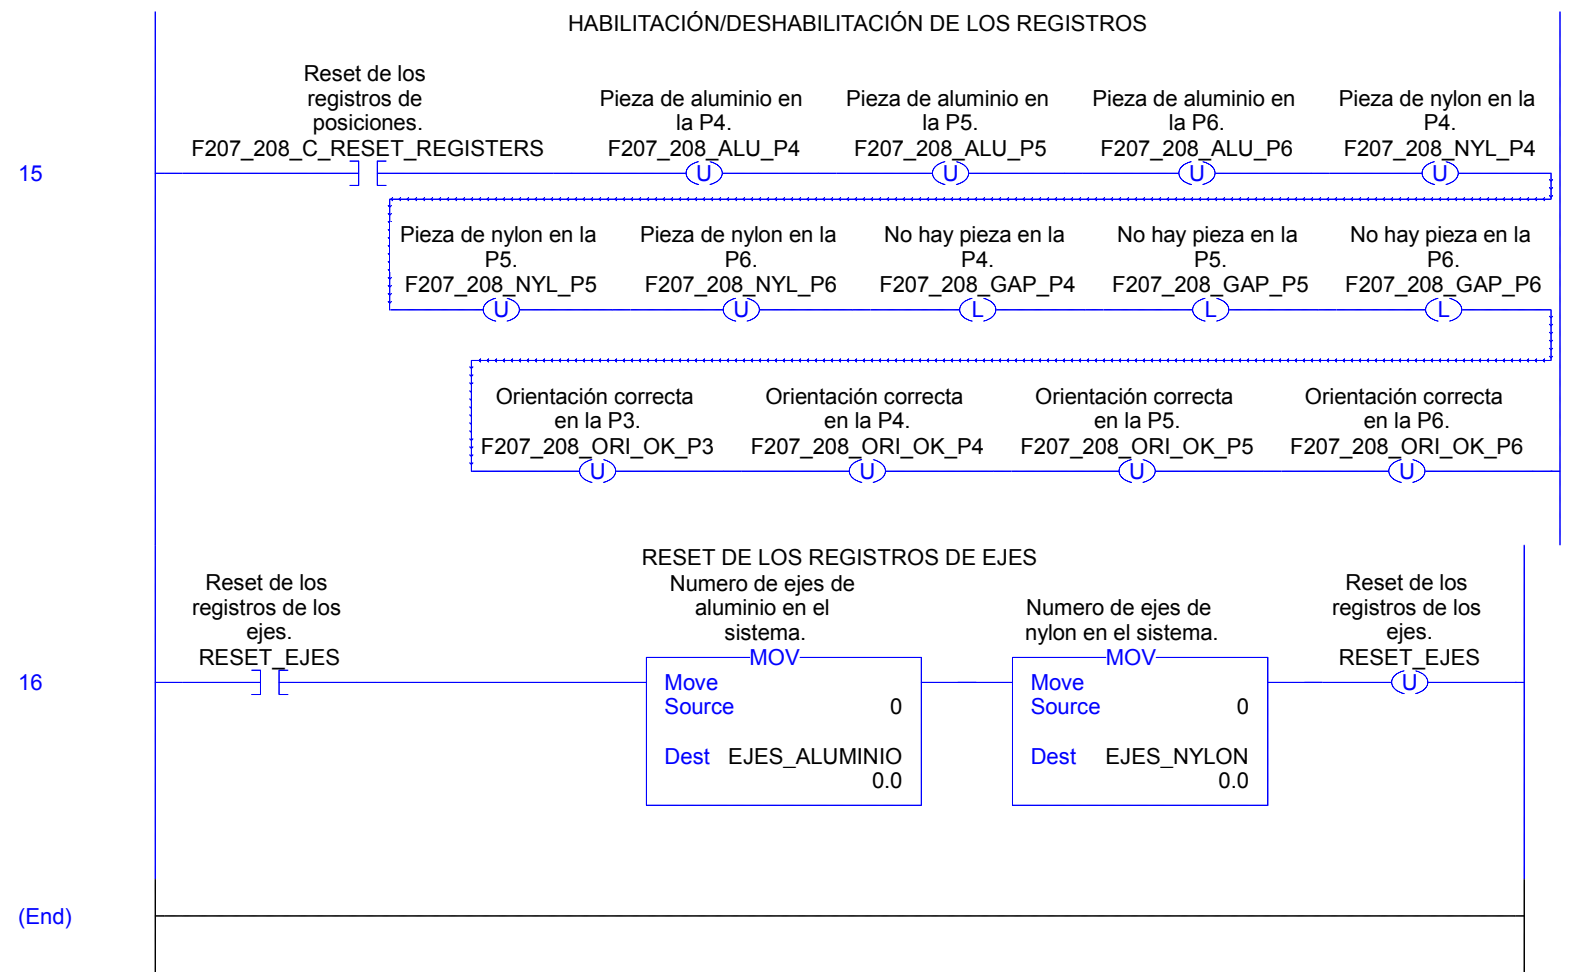 HABILITACIÓN/DESHABILITACIÓN DE LOS REGISTROS
Reset de los
registros de
posiciones.
F207_208_C_RESET_REGISTERS
Pieza de aluminio en
la P4.
F207_208_ALU_P4
U
Pieza de aluminio en
la P5.
F207_208_ALU_P5
U
Pieza de aluminio en
la P6.
F207_208_ALU_P6
U
Pieza de nylon en la
P4.
F207_208_NYL_P4
U
15
Pieza de nylon en la
P5.
F207_208_NYL_P5
U
Pieza de nylon en la
P6.
F207_208_NYL_P6
U
No hay pieza en la
P4.
F207_208_GAP_P4
L
No hay pieza en la
P5.
F207_208_GAP_P5
L
No hay pieza en la
P6.
F207_208_GAP_P6
L
Orientación correcta
en la P3.
F207_208_ORI_OK_P3
U
Orientación correcta
en la P4.
F207_208_ORI_OK_P4
U
Orientación correcta
en la P5.
F207_208_ORI_OK_P5
U
Orientación correcta
en la P6.
F207_208_ORI_OK_P6
U
RESET DE LOS REGISTROS DE EJES
16
Reset de los
registros de los
ejes.
RESET_EJES
Numero de ejes de
aluminio en el
sistema.
MOV
Move
Source 0
Dest EJES_ALUMINIO
0.0
Numero de ejes de
nylon en el sistema.
MOV
Move
Source 0
Dest EJES_NYLON
0.0
Reset de los
registros de los
ejes.
RESET_EJES
U
(End)